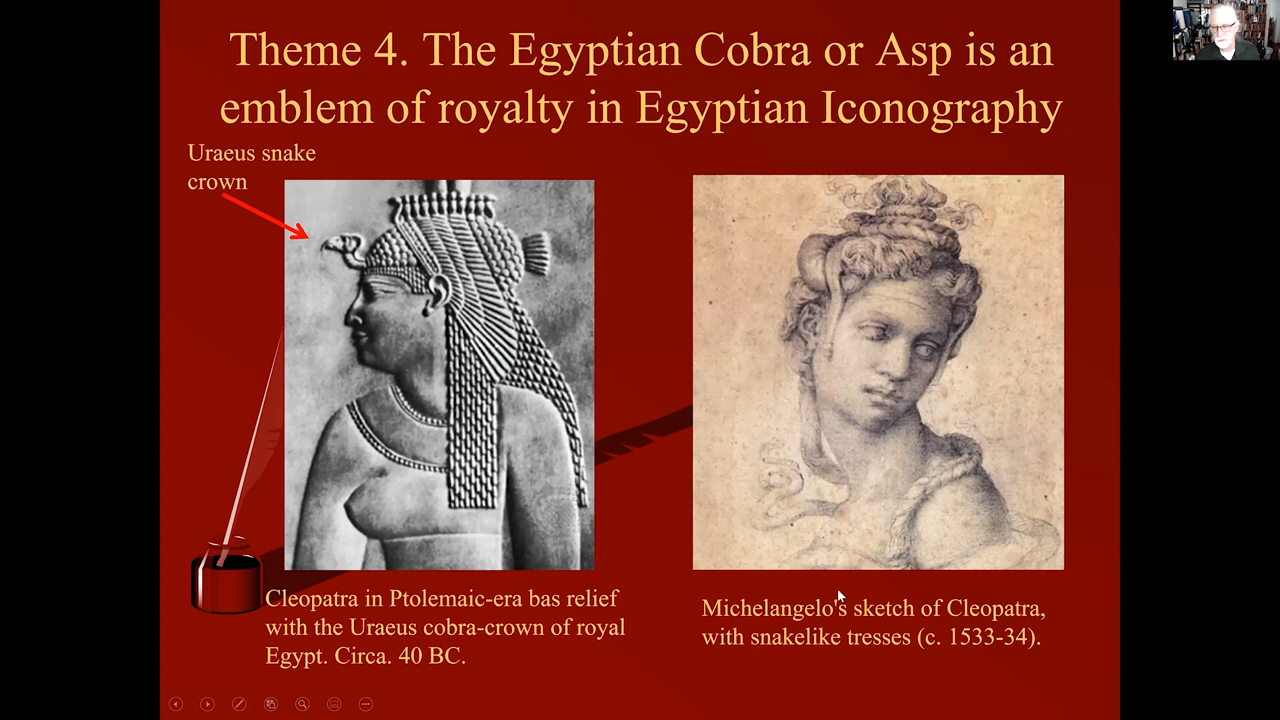 Theme 4. The Egyptian Cobra or Asp is an
emblem of royalty in Egyptian Iconography
Uraeus snake
crown
Cleopatra in Ptolemaic-era bas relief
with the Uraeus cobra-crown of royal
Egypt. Circa. 40 BC.
Michelangelo's sketch of Cleopatra,
with snakelike tresses (c. 1533-34).